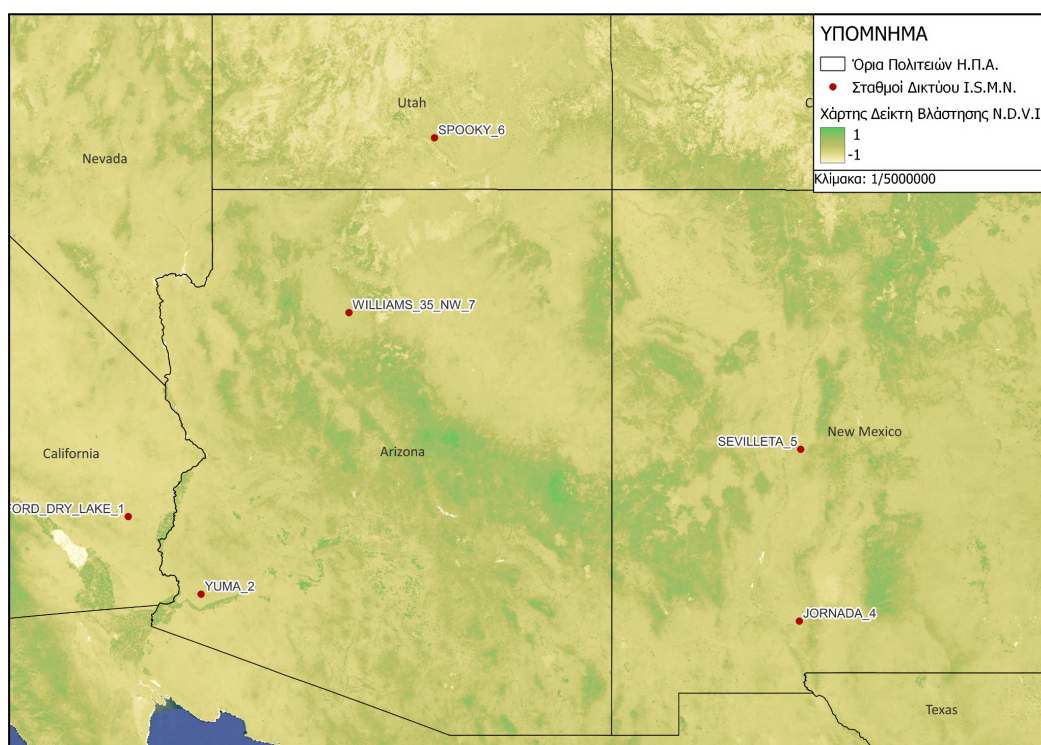 ΥΠΟΜΝΗΜΑ
Όρια Πολιτειών Η.Π.Α.
Σταθμοί Δικτύου I.S.M.N.
Χάρτης Δείκτη Βλάστησης N.D.V.I
1
-1
Κλίμακα: 1/5000000
Utah
C
SPOOKY_6
Nevada
WILLIAMS_35_NW_7
New Mexico
SEVILLETA_5
Arizona
California
FORD_DRY_LAKE_1
YUMA_2
JORNADA_4
Texas